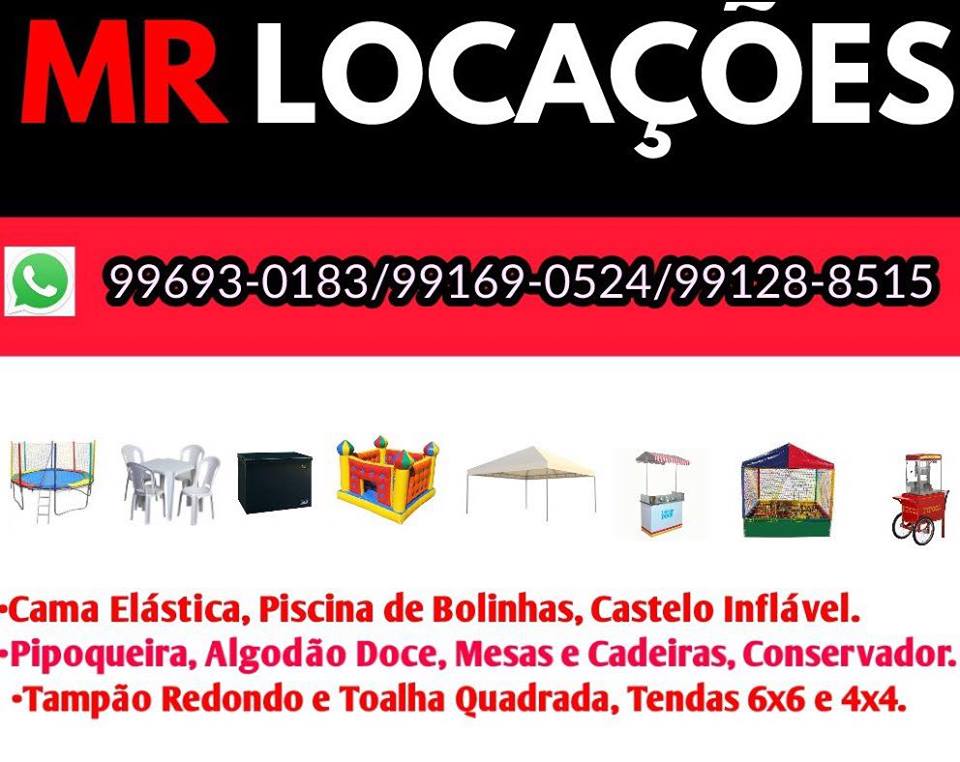 MR LOCAÇÕES
99693-0183/99169-0524/99128-8515
•Cama Elástica, Piscina de Bolinhas, Castelo Inflável.
•Pipoqueira, Algodão Doce, Mesas e Cadeiras, Conservador.
•Tampão Redondo e Toalha Quadrada, Tendas 6x6 e 4x4.